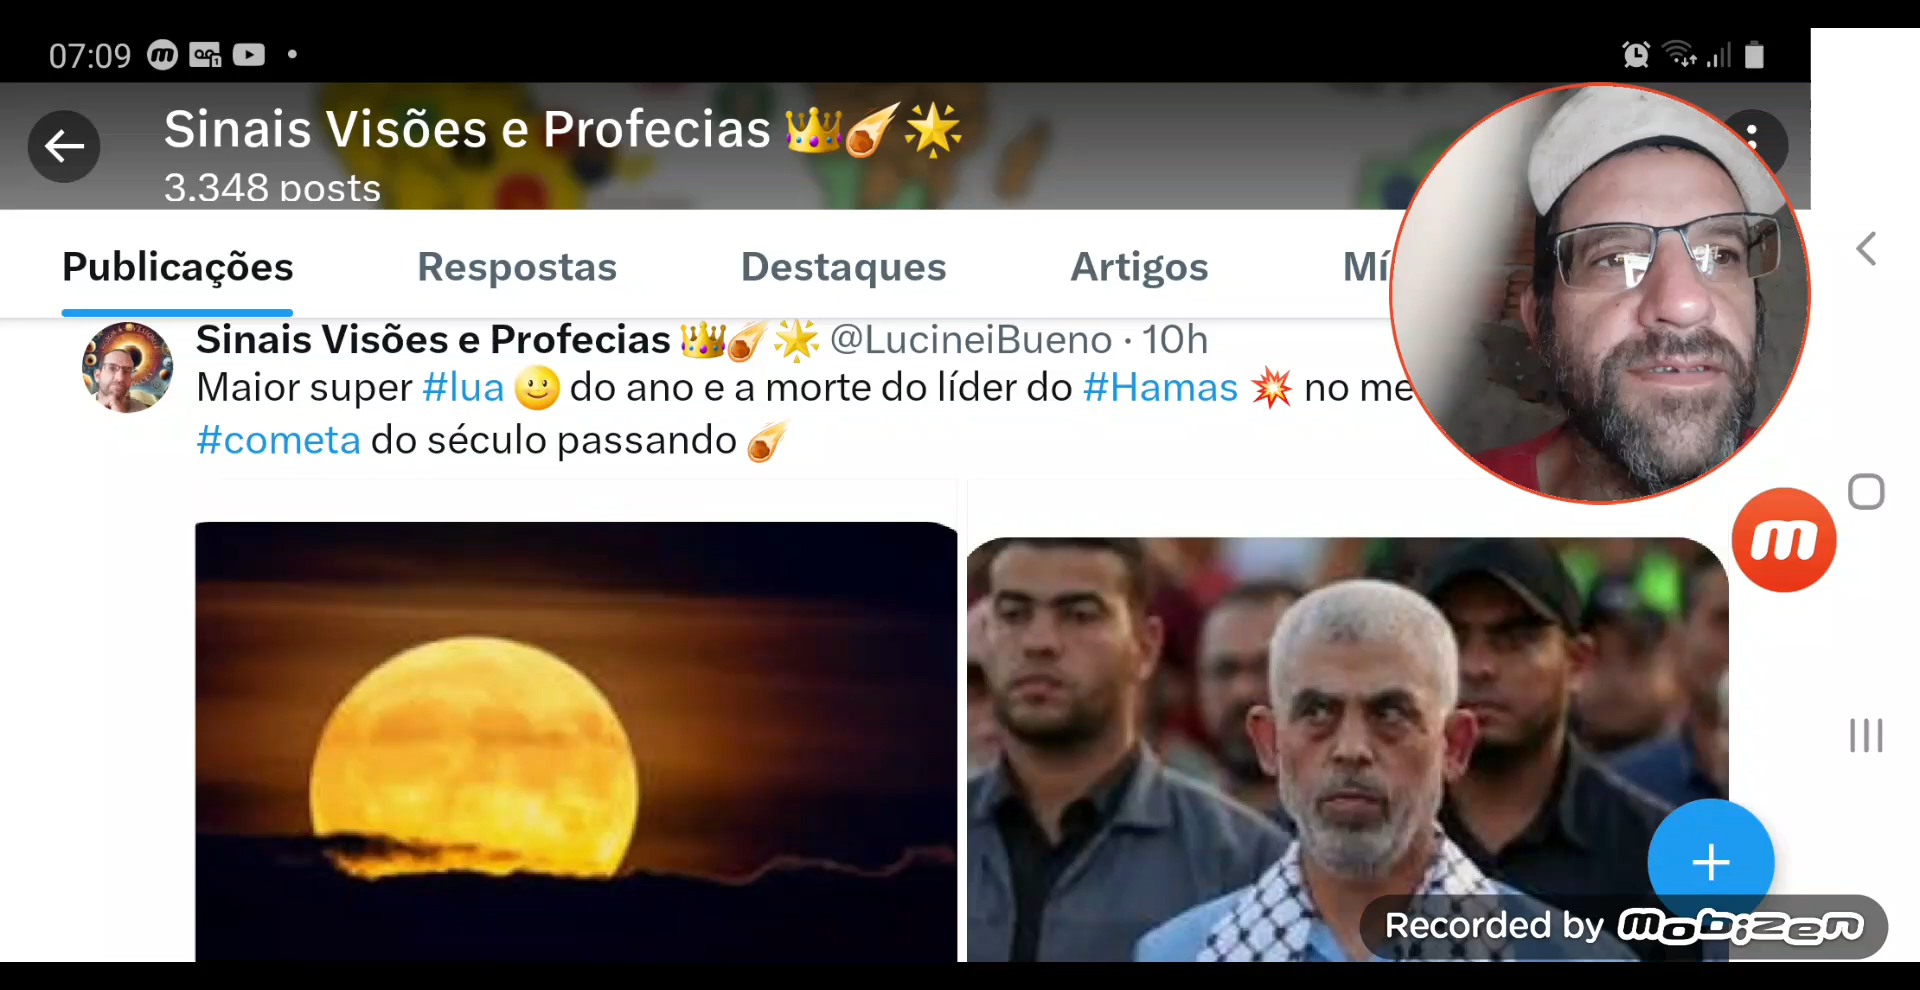 07:09
Sinais Visões e Profecias
3.348 posts
Publicações Respostas Destaques Artigos
Sinais Visões e Profecias @LucineiBueno · 10h
Maior super #lua do ano e a morte do líder do #Hamas no
#cometa do século passando
Recorded by Mobizen